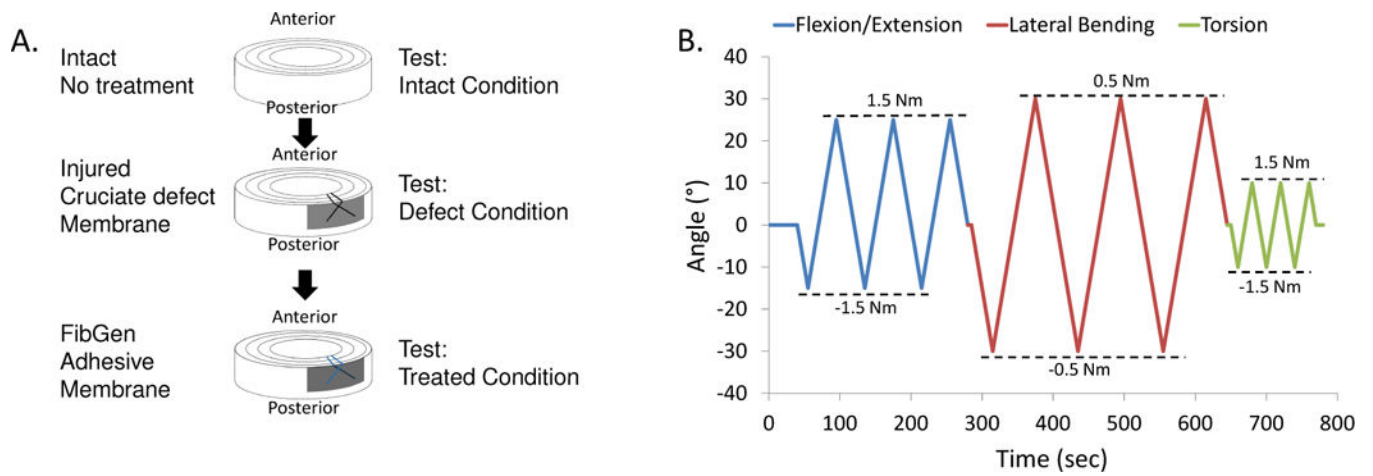 A.
Anterior
Intact
No treatment
Test:
Intact Condition
Posterior
Anterior
Injured
Cruciate defect
Membrane
Test:
Defect Condition
Posterior
Anterior
FibGen
Adhesive
Membrane
Test:
Treated Condition
Posterior
B.
Flexion/Extension Lateral Bending Torsion
40
30
20
10
0
-10
-20
-30
-40
Angle (°)
1.5 Nm
-1.5 Nm
0.5 Nm
-0.5 Nm
1.5 Nm
-1.5 Nm
0 100 200 300 400 500 600 700 800
Time (sec)